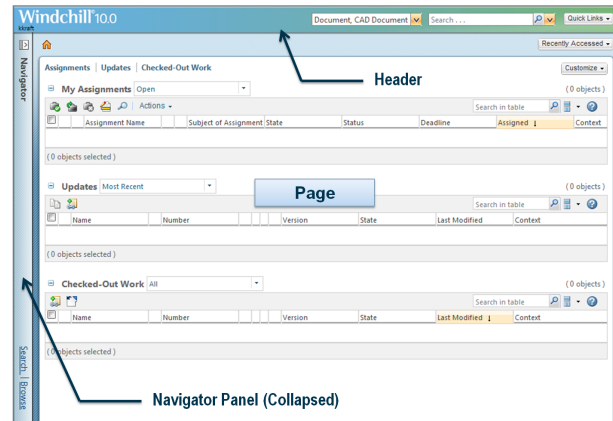 Windchill 10.0
kkraft
Document, CAD Document Search . . . Quick Links
Recently Accessed
Navigator
Assignments | Updates | Checked-Out Work
Customize
Header
My Assignments Open ( 0 objects )
Actions Search in table
Assignment Name Subject of Assignment State Status Deadline Assigned Context
( 0 objects selected )
Page
Updates Most Recent ( 0 objects )
Search in table
Name Number Version State Last Modified Context
( 0 objects selected )
Checked-Out Work All ( 0 objects )
Search in table
Name Number Version State Last Modified Context
( 0 objects selected )
Search | Browse
Navigator Panel (Collapsed)